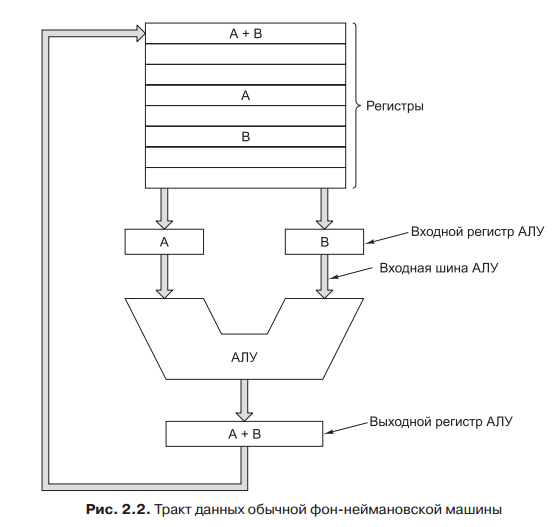 A + B
A
Регистры
B
Входной регистр АЛУ
A
B
Входная шина АЛУ
АЛУ
Выходной регистр АЛУ
A + B
Рис. 2.2. Тракт данных обычной фон-неймановской машины